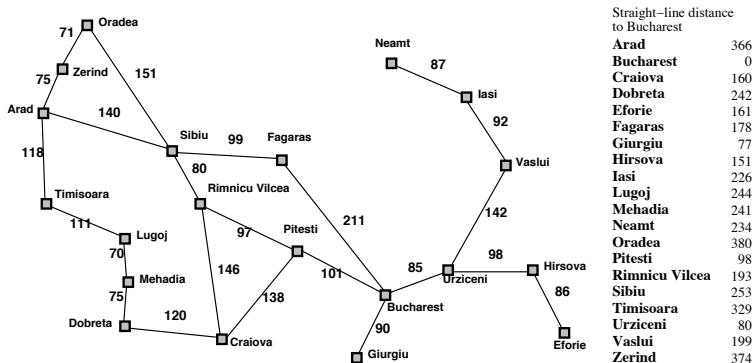 Oradea
71
Neamt
87
Zerind
75
151
Iasi
Arad
140
92
Sibiu
99
Fagaras
118
80
Vaslui
Rimnicu Vilcea
Timisoara
142
111
Lugoj
97
Pitesti
211
70
98
Hirsova
146
101
85
Urziceni
Mehadia
138
86
75
Bucharest
120
90
Dobreta
Craiova
Eforie
Giurgiu
Straight−line distance
to Bucharest
Arad 366
Bucharest 0
Craiova 160
Dobreta 242
Eforie 161
Fagaras 178
Giurgiu 77
Hirsova 151
Iasi 226
Lugoj 244
Mehadia 241
Neamt 234
Oradea 380
Pitesti 98
Rimnicu Vilcea 193
Sibiu 253
Timisoara 329
Urziceni 80
Vaslui 199
Zerind 374